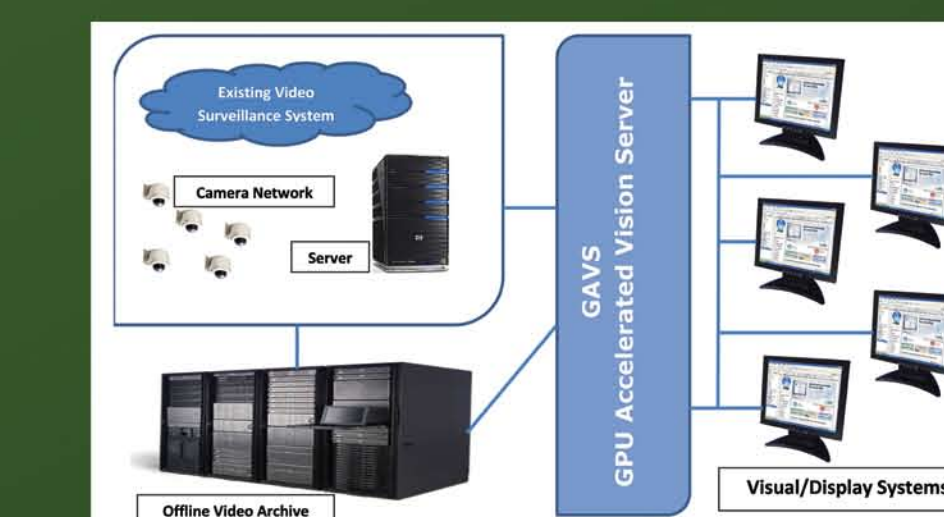 Existing Video
Surveillance System
Camera Network
Server
Offline Video Archive
GAVS
GPU Accelerated Vision Server
Visual/Display Systems